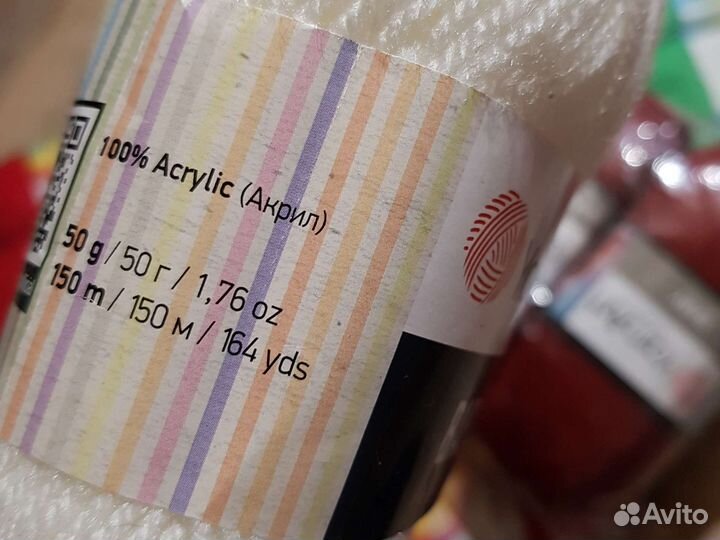 100% Acrylic (Акрил)
50 g / 50 г / 1,76 oz
150 m / 150 м / 164 yds
Avito